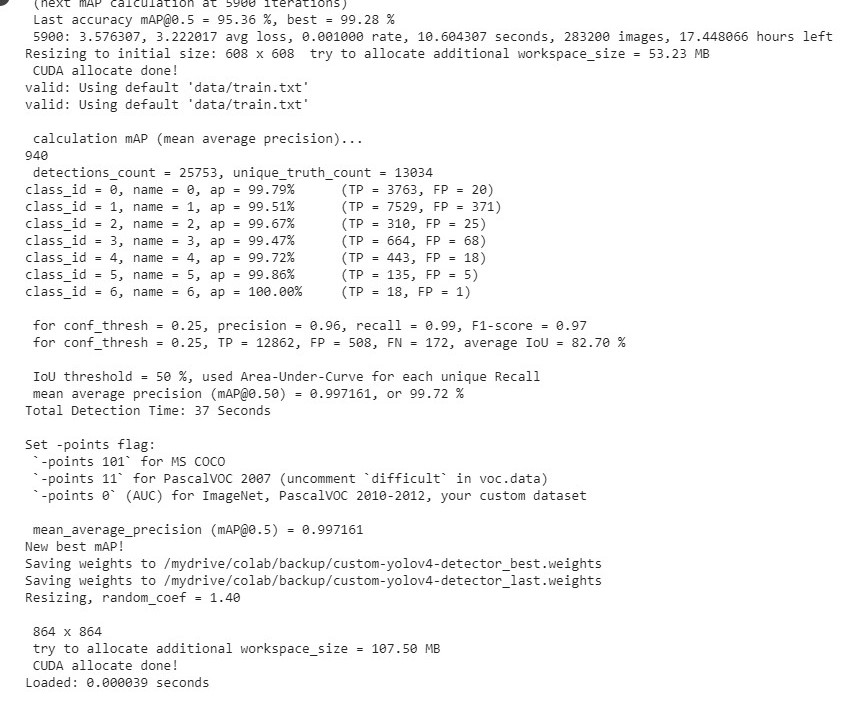 (next mAP calculation at 5900 iterations)
Last accuracy mAP@0.5 = 95.36 %, best = 99.28 %
5900: 3.576307, 3.222017 avg loss, 0.001000 rate, 10.604307 seconds, 283200 images, 17.448066 hours left
Resizing to initial size: 608 x 608  try to allocate additional workspace_size = 53.23 MB
CUDA allocate done!
valid: Using default 'data/train.txt'
valid: Using default 'data/train.txt'
calculation mAP (mean average precision)...
940
detections_count = 25753, unique_truth_count = 13034
class_id = 0, name = 0, ap = 99.79%   	 (TP = 3763, FP = 20)
class_id = 1, name = 1, ap = 99.51%   	 (TP = 7529, FP = 371)
class_id = 2, name = 2, ap = 99.67%   	 (TP = 310, FP = 25)
class_id = 3, name = 3, ap = 99.47%   	 (TP = 664, FP = 68)
class_id = 4, name = 4, ap = 99.72%   	 (TP = 443, FP = 18)
class_id = 5, name = 5, ap = 99.86%   	 (TP = 135, FP = 5)
class_id = 6, name = 6, ap = 100.00%   	 (TP = 18, FP = 1)
for conf_thresh = 0.25, precision = 0.96, recall = 0.99, F1-score = 0.97
for conf_thresh = 0.25, TP = 12862, FP = 508, FN = 172, average IoU = 82.70 %
IoU threshold = 50 %, used Area-Under-Curve for each unique Recall
mean average precision (mAP@0.50) = 0.997161, or 99.72 %
Total Detection Time: 37 Seconds
Set -points flag:
`-points 101` for MS COCO
`-points 11` for PascalVOC 2007 (uncomment `difficult` in voc.data)
`-points 0` (AUC) for ImageNet, PascalVOC 2010-2012, your custom dataset
mean_average_precision (mAP@0.5) = 0.997161
New best mAP!
Saving weights to /mydrive/colab/backup/custom-yolov4-detector_best.weights
Saving weights to /mydrive/colab/backup/custom-yolov4-detector_last.weights
Resizing, random_coef = 1.40
864 x 864
try to allocate additional workspace_size = 107.50 MB
CUDA allocate done!
Loaded: 0.000039 seconds